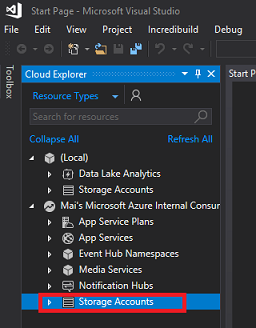 Start Page - Microsoft Visual Studio
File Edit View Project Incredibuild Debug
Toolbox
Cloud Explorer
Start P
Resource Types
Search for resources
Collapse All Refresh All
(Local)
Data Lake Analytics
Storage Accounts
Mai's Microsoft Azure Internal Consum
App Service Plans
App Services
Event Hub Namespaces
Media Services
Notification Hubs
Storage Accounts